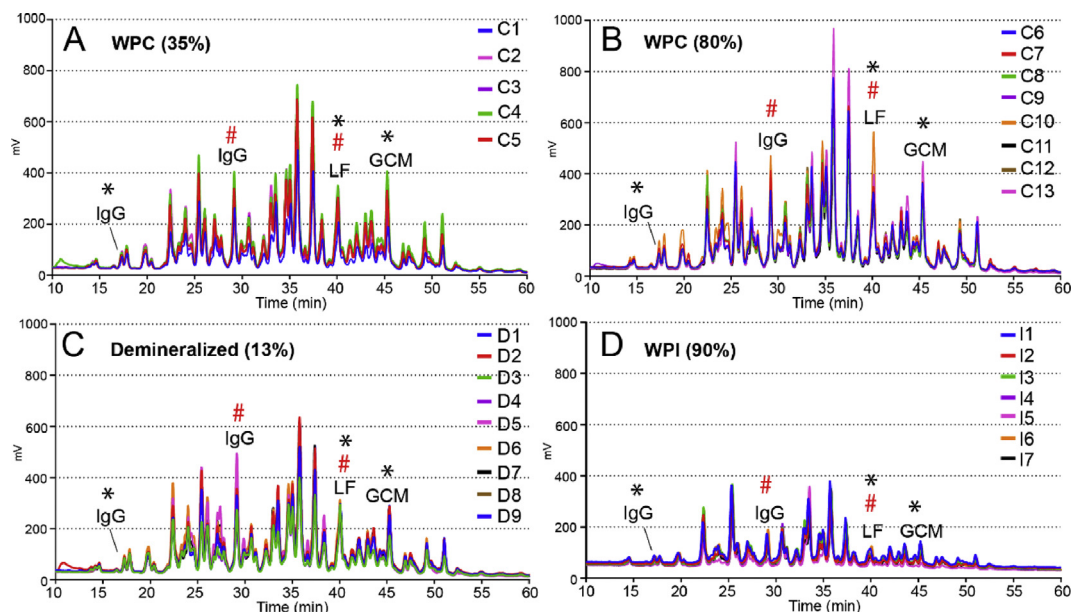 A WPC (35%)
1000
800
600
400
200
0
mV
10 15 20 25 30 35 40 45 50 55 60
Time (min)
*
IgG
#
IgG
*
#
LF
*
GCM
C1
C2
C3
C4
C5
B WPC (80%)
1000
800
600
400
200
0
mV
10 15 20 25 30 35 40 45 50 55 60
Time (min)
*
IgG
#
IgG
*
#
LF
*
GCM
C6
C7
C8
C9
C10
C11
C12
C13
C Demineralized (13%)
1000
800
600
400
200
0
mV
10 15 20 25 30 35 40 45 50 55 60
Time (min)
*
IgG
#
IgG
*
#
LF
*
GCM
D1
D2
D3
D4
D5
D6
D7
D8
D9
D WPI (90%)
1000
800
600
400
200
0
mV
10 15 20 25 30 35 40 45 50 55 60
Time (min)
*
IgG
#
IgG
*
#
LF
*
GCM
I1
I2
I3
I4
I5
I6
I7